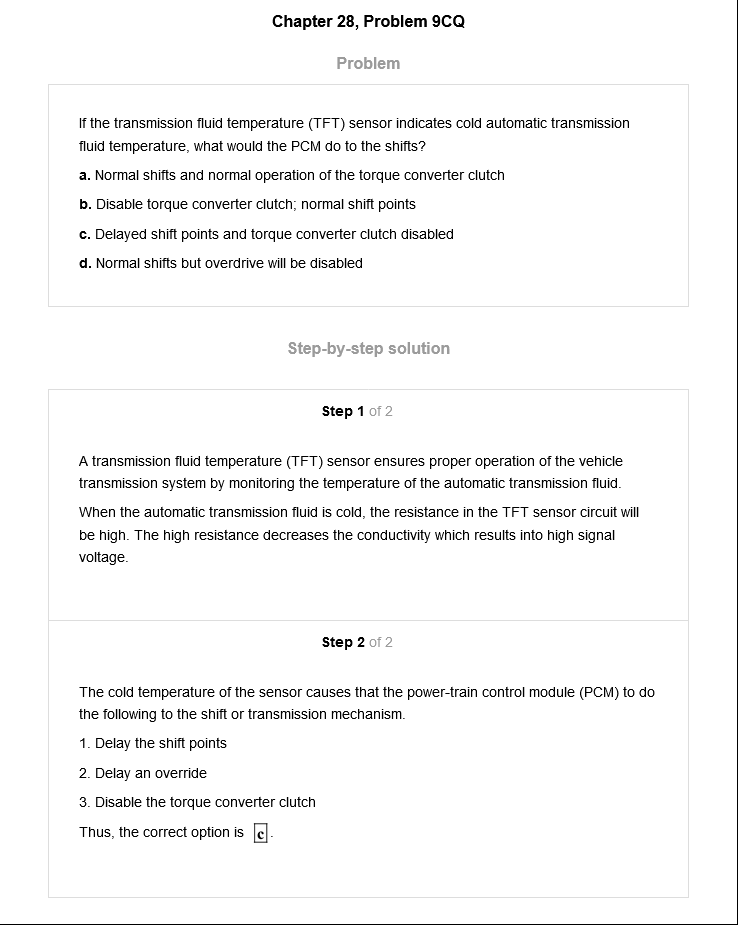 Chapter 28, Problem 9CQ
Problem
If the transmission fluid temperature (TFT) sensor indicates cold automatic transmission
fluid temperature, what would the PCM do to the shifts?
a. Normal shifts and normal operation of the torque converter clutch
b. Disable torque converter clutch; normal shift points
c. Delayed shift points and torque converter clutch disabled
d. Normal shifts but overdrive will be disabled
Step-by-step solution
Step 1 of 2
A transmission fluid temperature (TFT) sensor ensures proper operation of the vehicle
transmission system by monitoring the temperature of the automatic transmission fluid.
When the automatic transmission fluid is cold, the resistance in the TFT sensor circuit will
be high. The high resistance decreases the conductivity which results into high signal
voltage.
Step 2 of 2
The cold temperature of the sensor causes that the power-train control module (PCM) to do
the following to the shift or transmission mechanism.
1. Delay the shift points
2. Delay an override
3. Disable the torque converter clutch
Thus, the correct option is c.